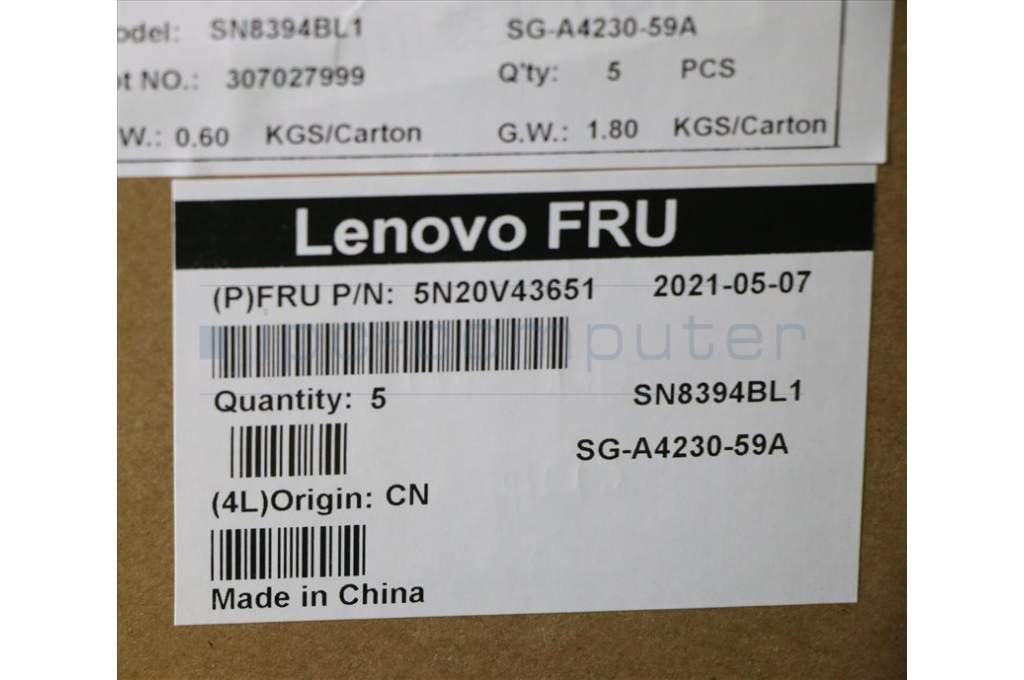 odel: SN8394BL1 SG-A4230-59A
ot NO.: 307027999 Q'ty: 5 PCS
W.: 0.60 KGS/Carton G.W.: 1.80 KGS/Carton
Lenovo FRU
(P)FRU P/N: 5N20V43651 2021-05-07
ipc-computer
Quantity: 5 SN8394BL1
SG-A4230-59A
(4L)Origin: CN
Made in China